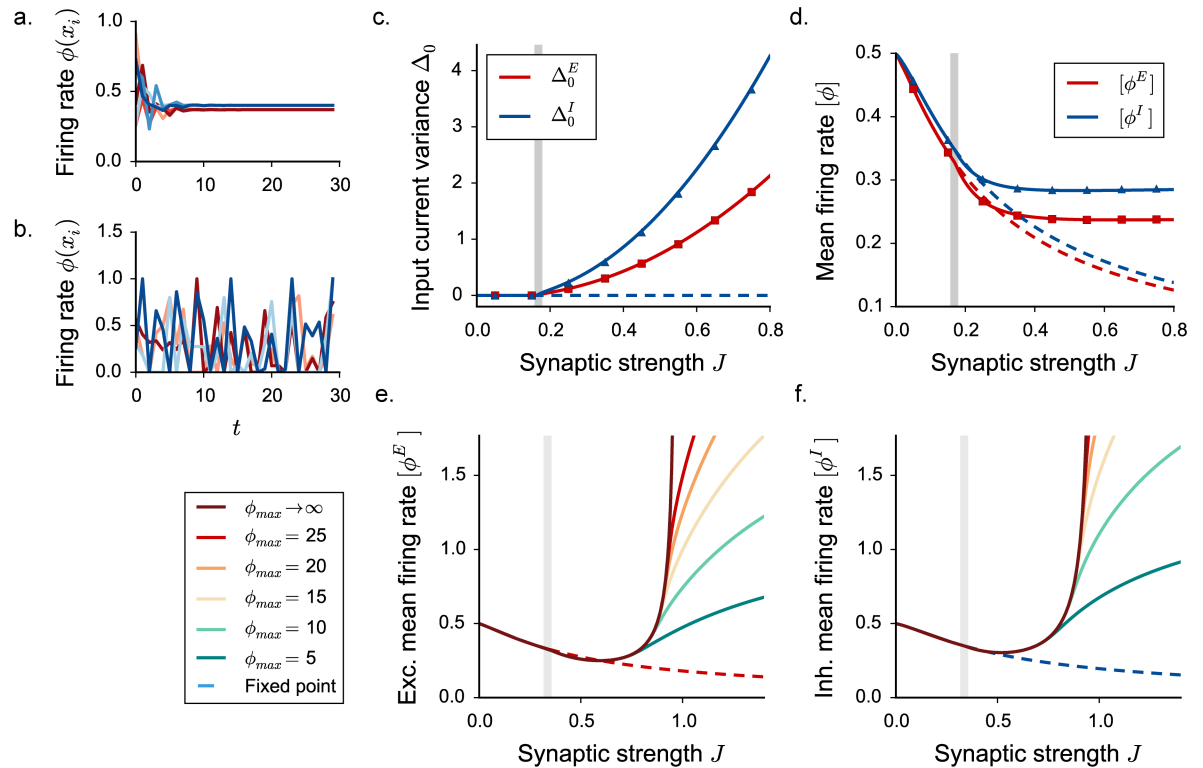 a.
Firing rate ϕ(x_i)
1.0
0.5
0.0
0
10
20
30
b.
Firing rate ϕ(x_i)
1.5
1.0
0.5
0.0
0
10
20
30
t
c.
Input current variance Δ_0
4
3
2
1
0
0.0
0.2
0.4
0.6
0.8
Synaptic strength J
Δ_0^E
Δ_0^I
d.
Mean firing rate [ϕ]
0.5
0.4
0.3
0.2
0.1
0.0
0.2
0.4
0.6
0.8
Synaptic strength J
[ϕ^E]
[ϕ^I]
ϕ_max → ∞
ϕ_max = 25
ϕ_max = 20
ϕ_max = 15
ϕ_max = 10
ϕ_max = 5
Fixed point
e.
Exc. mean firing rate [ϕ^E]
1.5
1.0
0.5
0.0
0.0
0.5
1.0
Synaptic strength J
f.
Inh. mean firing rate [ϕ^I]
1.5
1.0
0.5
0.0
0.0
0.5
1.0
Synaptic strength J